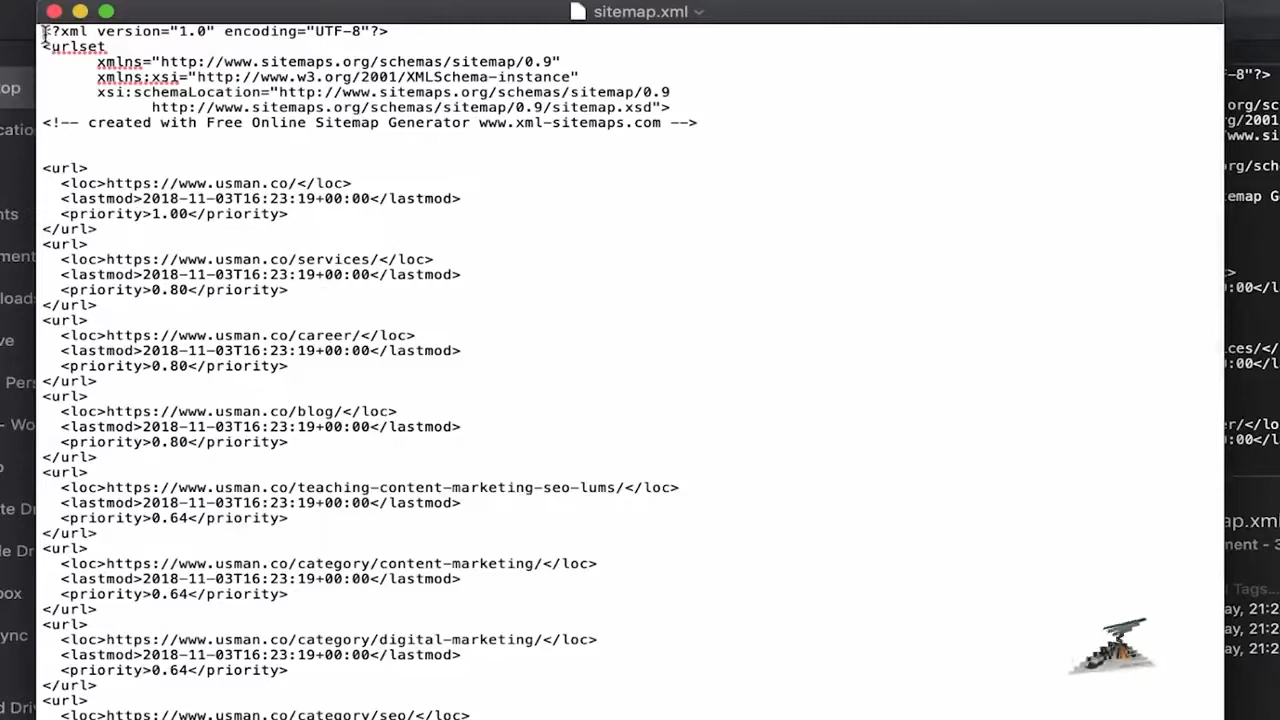 sitemap.xml
<?xml version="1.0" encoding="UTF-8"?>
<urlset
xmlns="http://www.sitemaps.org/schemas/sitemap/0.9"
xmlns:xsi="http://www.w3.org/2001/XMLSchema-instance"
xsi:schemaLocation="http://www.sitemaps.org/schemas/sitemap/0.9
http://www.sitemaps.org/schemas/sitemap/0.9/sitemap.xsd">
<!-- created with Free Online Sitemap Generator www.xml-sitemaps.com -->
<url>
<loc>https://www.usman.co/</loc>
<lastmod>2018-11-03T16:23:19+00:00</lastmod>
<priority>1.00</priority>
</url>
<url>
<loc>https://www.usman.co/services/</loc>
<lastmod>2018-11-03T16:23:19+00:00</lastmod>
<priority>0.80</priority>
</url>
<url>
<loc>https://www.usman.co/career/</loc>
<lastmod>2018-11-03T16:23:19+00:00</lastmod>
<priority>0.80</priority>
</url>
<url>
<loc>https://www.usman.co/blog/</loc>
<lastmod>2018-11-03T16:23:19+00:00</lastmod>
<priority>0.80</priority>
</url>
<url>
<loc>https://www.usman.co/teaching-content-marketing-seo-lums/</loc>
<lastmod>2018-11-03T16:23:19+00:00</lastmod>
<priority>0.64</priority>
</url>
<url>
<loc>https://www.usman.co/category/content-marketing/</loc>
<lastmod>2018-11-03T16:23:19+00:00</lastmod>
<priority>0.64</priority>
</url>
<url>
<loc>https://www.usman.co/category/digital-marketing/</loc>
<lastmod>2018-11-03T16:23:19+00:00</lastmod>
<priority>0.64</priority>
</url>
<url>
<loc>https://www.usman.co/category/seo/</loc>